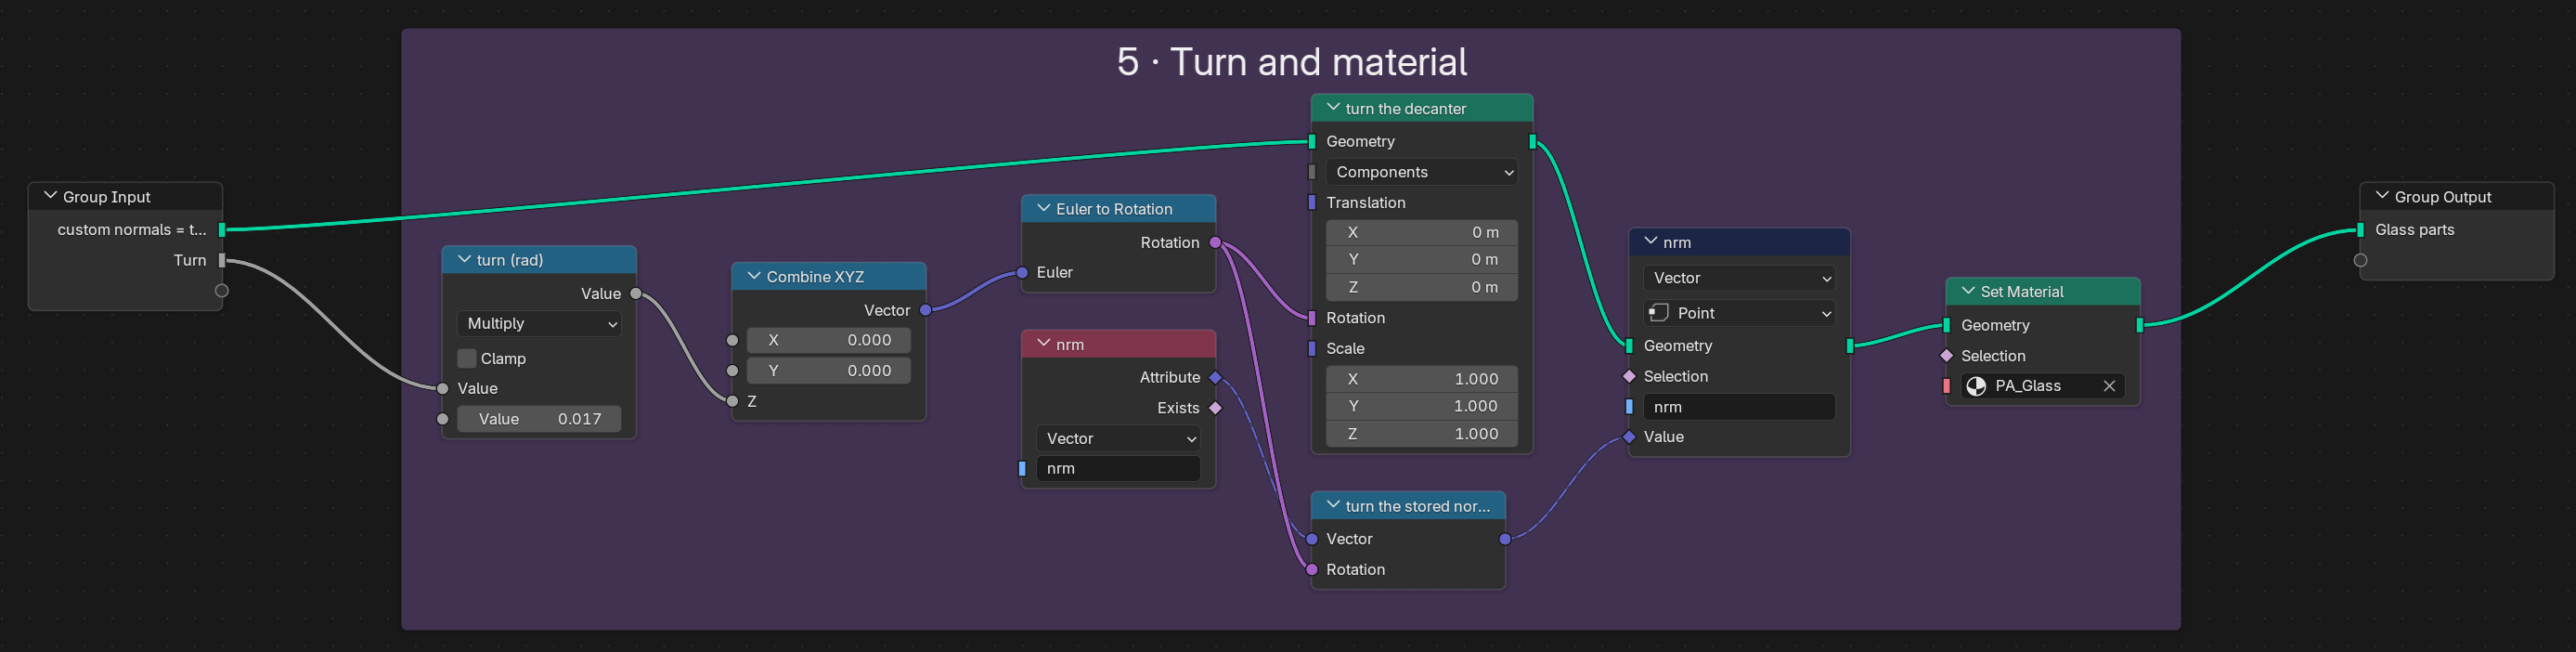 5 · Turn and material
Group Input
custom normals = t...
Turn
turn (rad)
Value
Multiply
Clamp
Value
Value 0.017
Combine XYZ
Vector
X 0.000
Y 0.000
Z
Euler to Rotation
Rotation
Euler
nrm
Attribute
Exists
Vector
nrm
turn the decanter
Geometry
Components
Translation
X 0 m
Y 0 m
Z 0 m
Rotation
Scale
X 1.000
Y 1.000
Z 1.000
turn the stored nor...
Vector
Rotation
nrm
Vector
Point
Geometry
Selection
nrm
Value
Set Material
Geometry
Selection
PA_Glass
Group Output
Glass parts